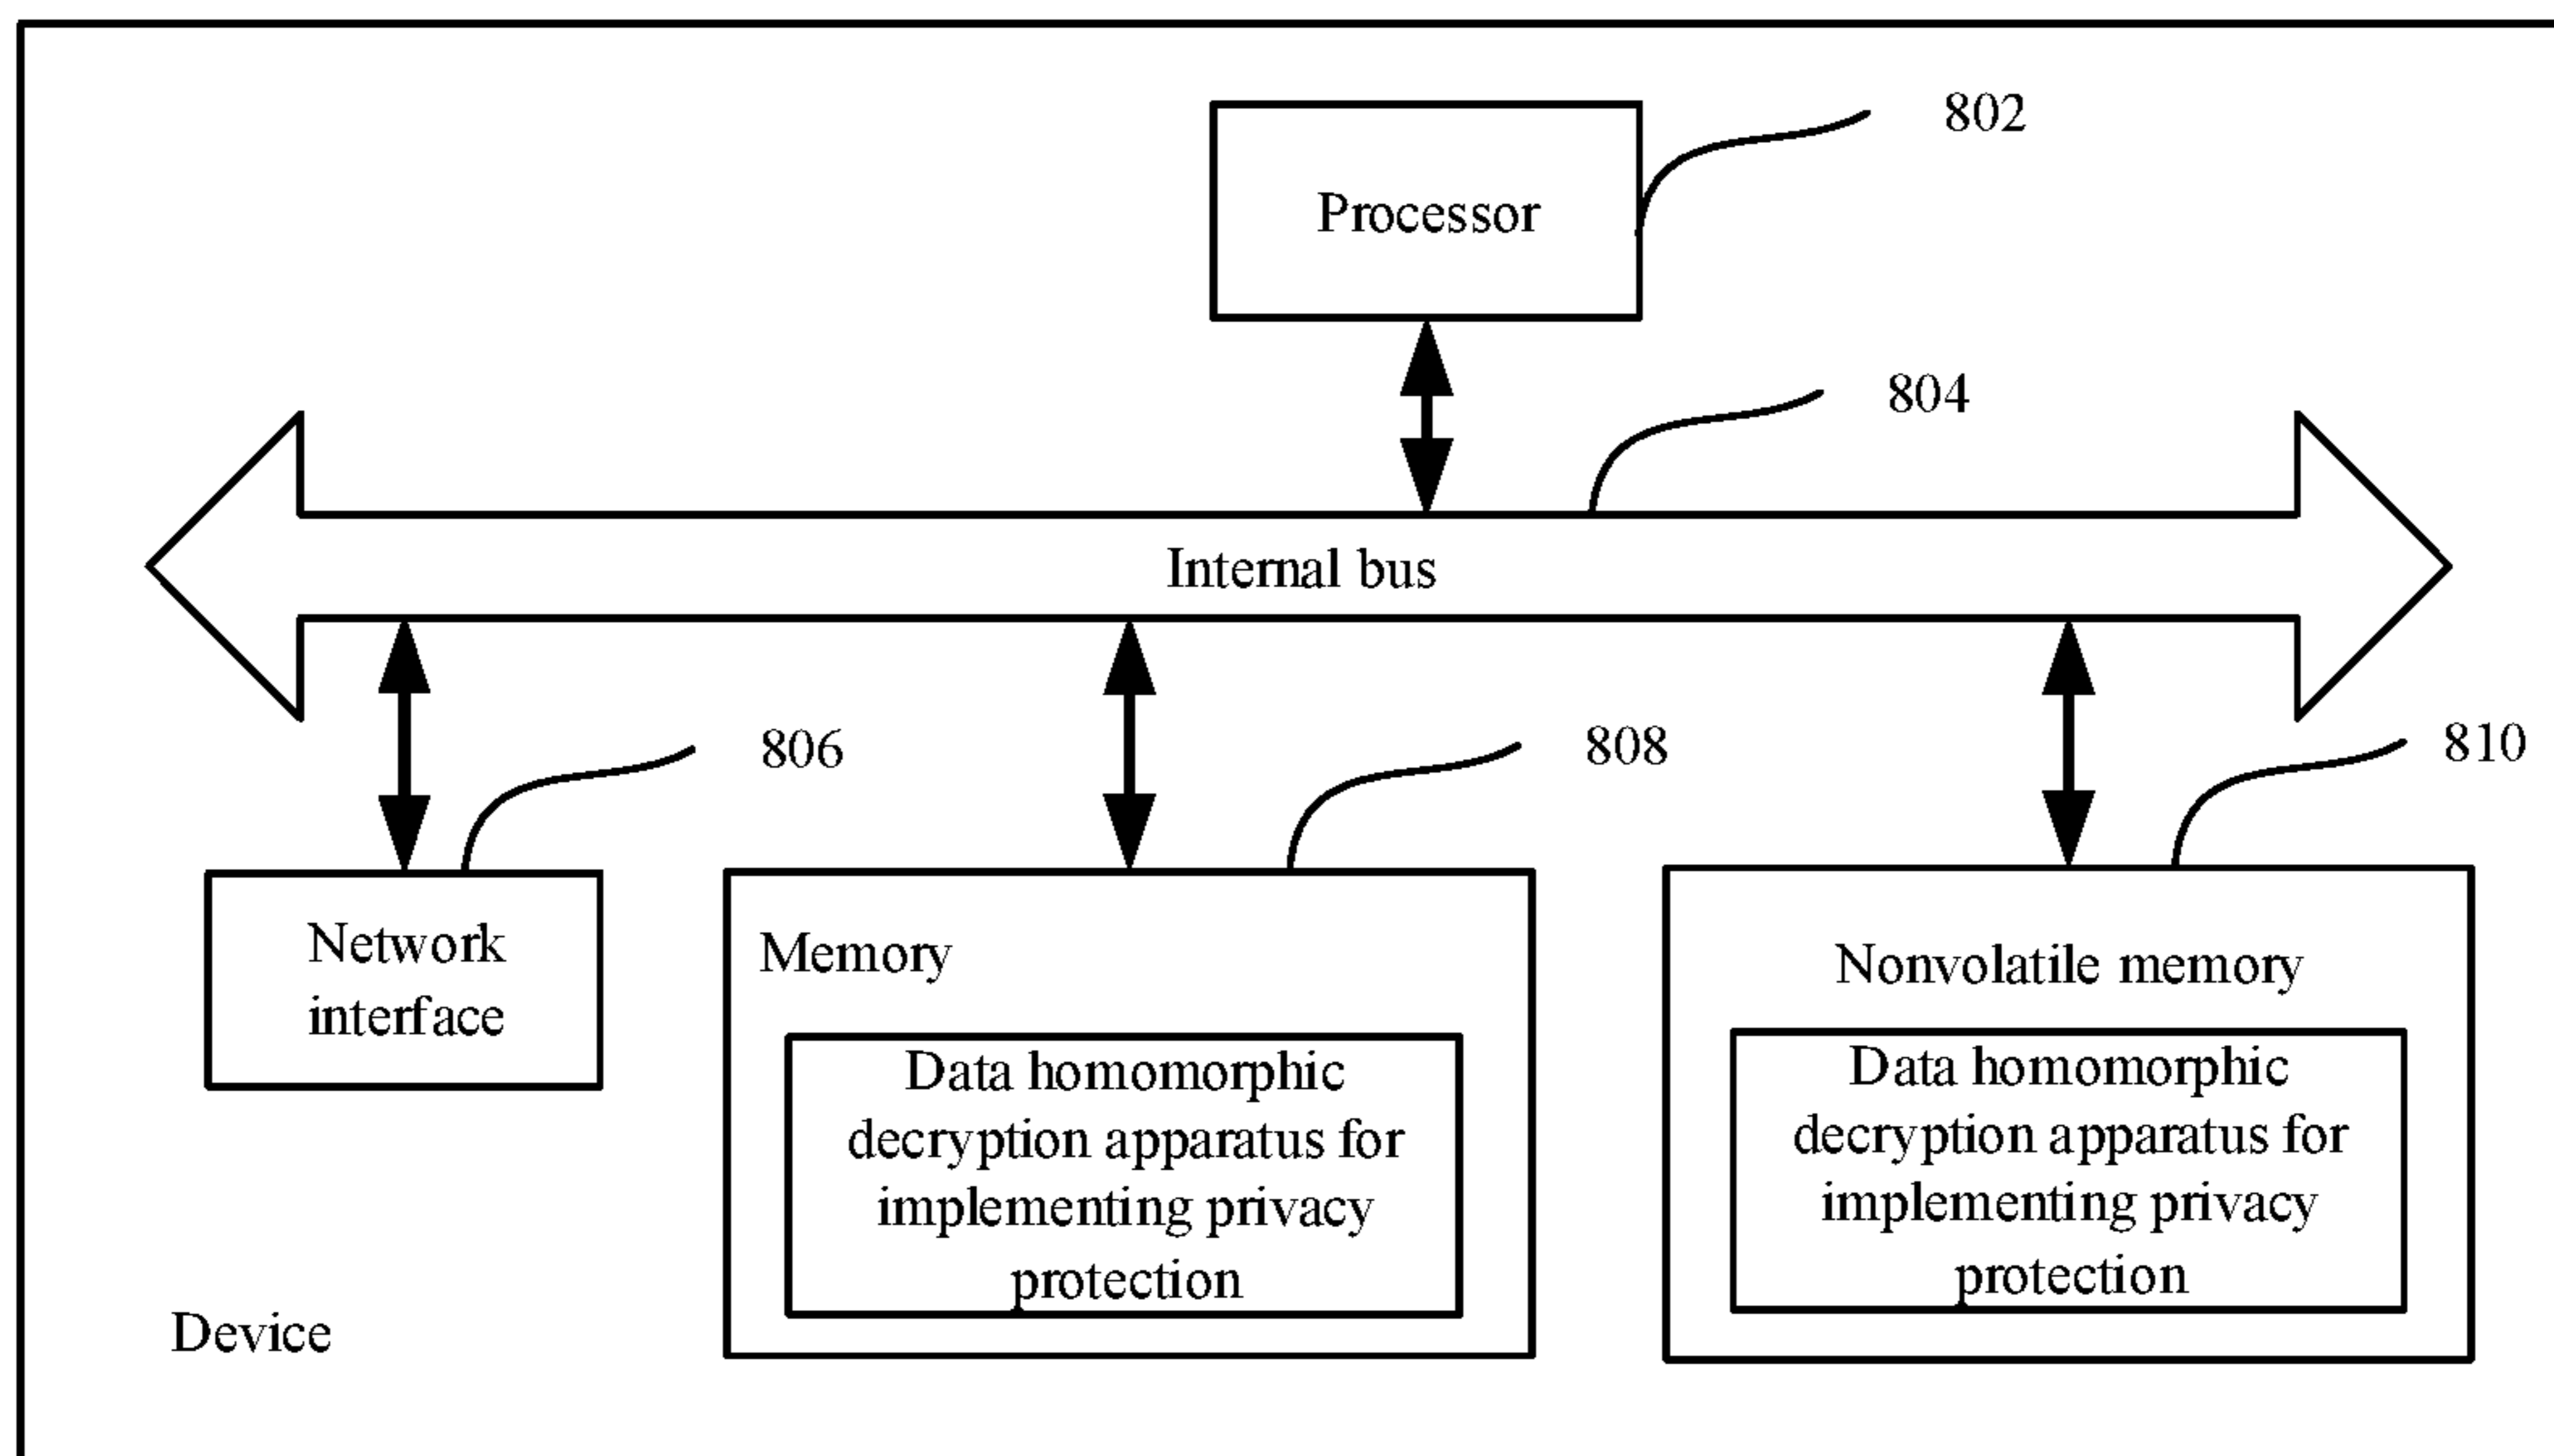 802
Processor
804
Internal bus
806
808
810
Network
interface
Memory
Data homomorphic
decryption apparatus for
implementing privacy
protection
Nonvolatile memory
Data homomorphic
decryption apparatus for
implementing privacy
protection
Device